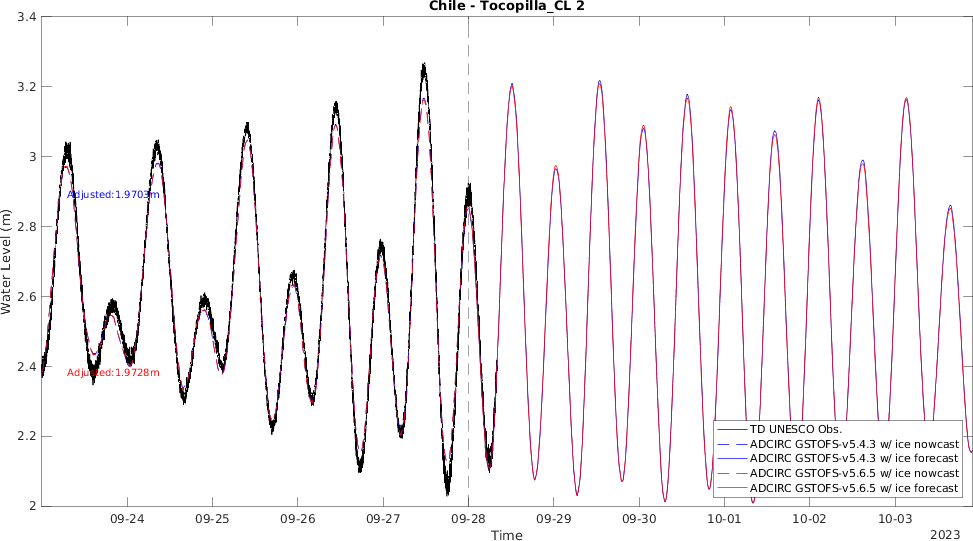 Chile - Tocopilla_CL 2
3.4
3.2
3
2.8
2.6
2.4
2.2
2
Water Level (m)
Adjusted:1.9703m
Adjusted:1.9728m
TD UNESCO Obs.
ADCIRC GSTOFS-v5.4.3 w/ ice nowcast
ADCIRC GSTOFS-v5.4.3 w/ ice forecast
ADCIRC GSTOFS-v5.6.5 w/ ice nowcast
ADCIRC GSTOFS-v5.6.5 w/ ice forecast
09-24 09-25 09-26 09-27 09-28 09-29 09-30 10-01 10-02 10-03
Time
2023